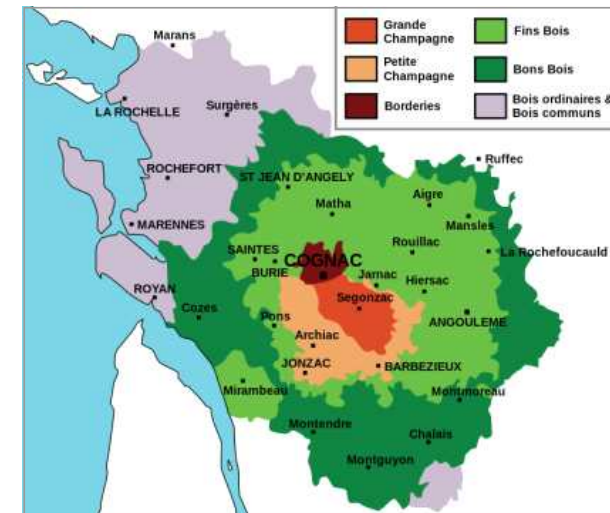 Marans
Grande
Champagne
Fins Bois
Petite
Champagne
Bons Bois
LA ROCHELLE
Surgères
Borderies
Bois ordinaires &
Bois communs
Ruffec
ROCHEFORT
ST JEAN D'ANGELY
Aigre
Matha
Mansles
MARENNES
Rouillac
La Rochefoucauld
SAINTES
COGNAC
BURIE
Jarnac
Hiersac
ROYAN
Segonzac
Cozes
Pons
ANGOULEME
Archiac
JONZAC
BARBEZIEUX
Mirambeau
Montmoreau
Montendre
Chalais
Montguyon